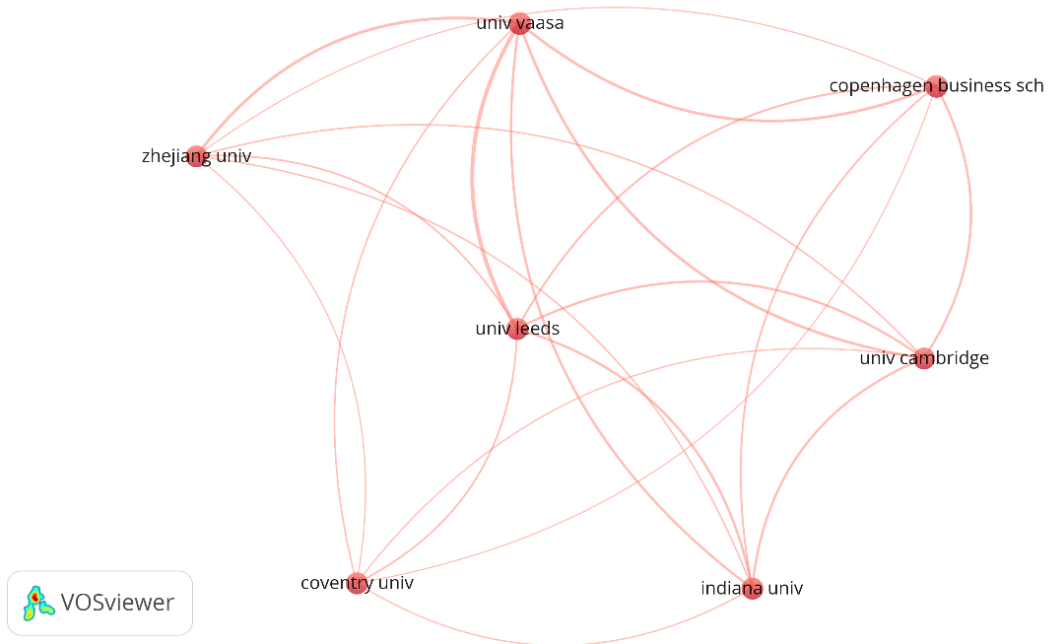 univ vaasa
copenhagen business sch
zhejiang univ
univ leeds
univ cambridge
coventry univ
indiana univ
VOSviewer